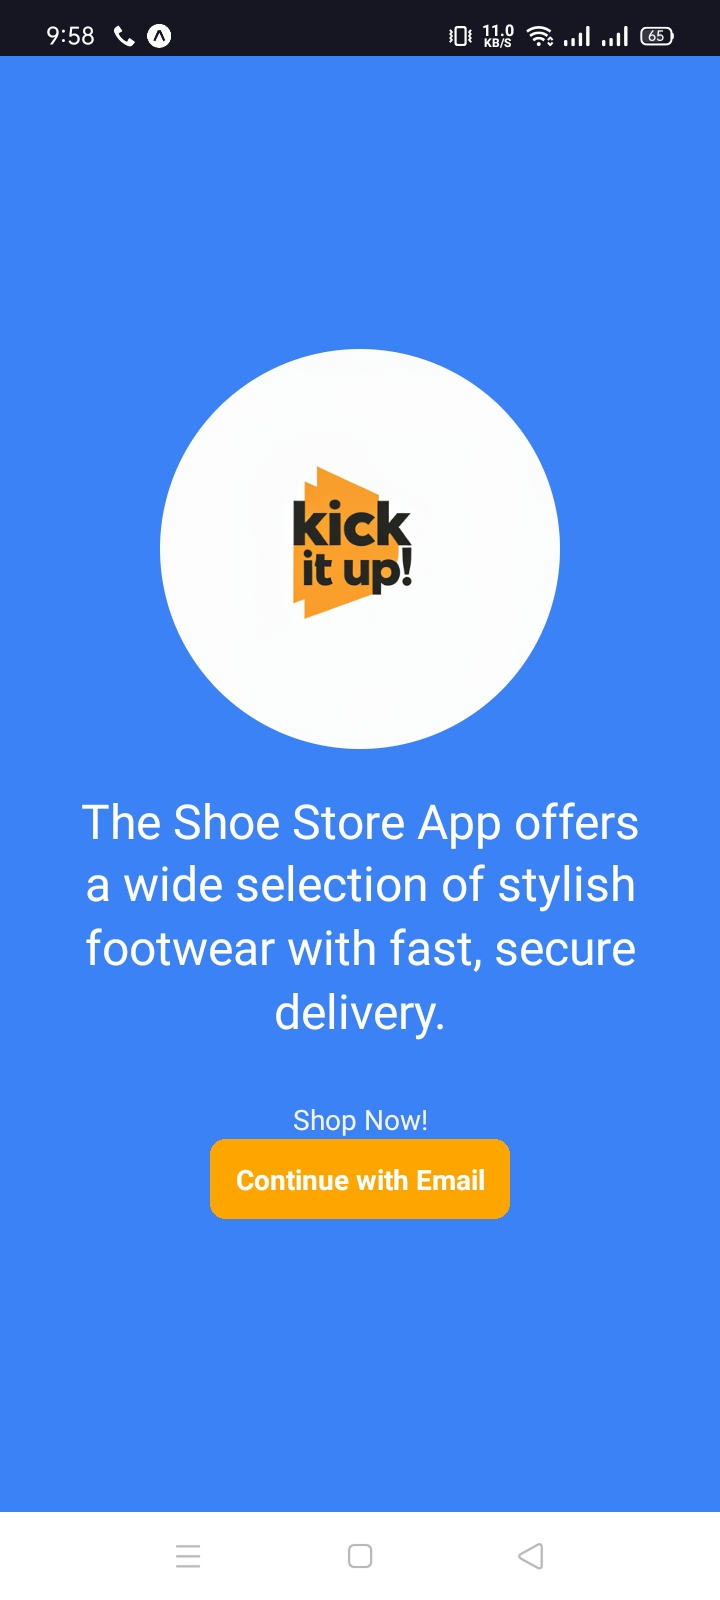 9:58
11.0
KB/S
65
kick
it up!
The Shoe Store App offers
a wide selection of stylish
footwear with fast, secure
delivery.
Shop Now!
Continue with Email